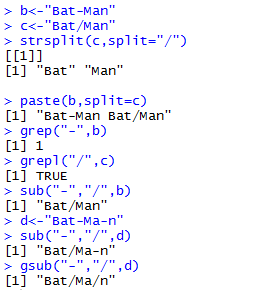 > b<-"Bat-Man"
> c<-"Bat/Man"
> strsplit(c,split="/")
[[1]]
[1] "Bat" "Man"
> paste(b,split=c)
[1] "Bat-Man Bat/Man"
> grep("-",b)
[1] 1
> grepl("/",c)
[1] TRUE
> sub("-","/",b)
[1] "Bat/Man"
> d<-"Bat-Ma-n"
> sub("-","/",d)
[1] "Bat/Ma-n"
> gsub("-","/",d)
[1] "Bat/Ma/n"